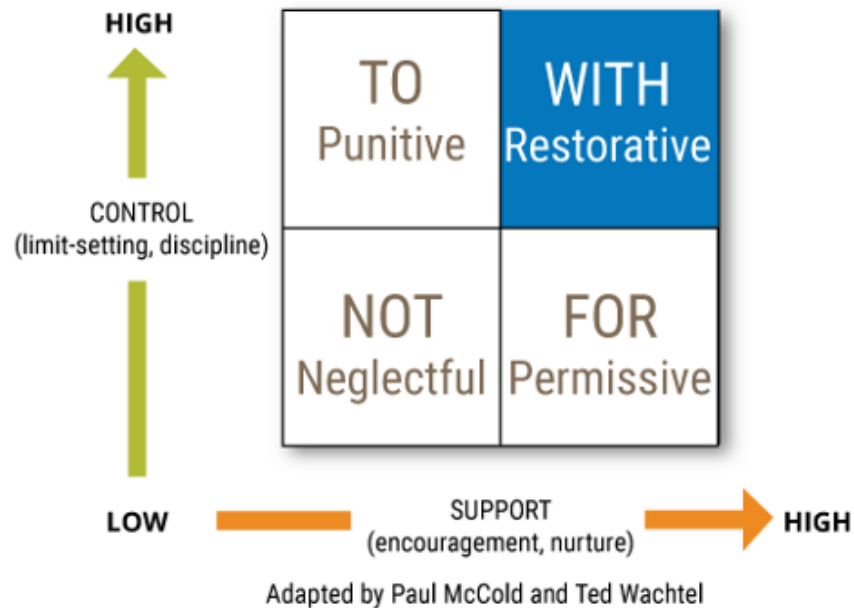 HIGH
TO
Punitive
WITH
Restorative
CONTROL
(limit-setting, discipline)
NOT
Neglectful
FOR
Permissive
LOW
SUPPORT
(encouragement, nurture)
HIGH
Adapted by Paul McCold and Ted Wachtel